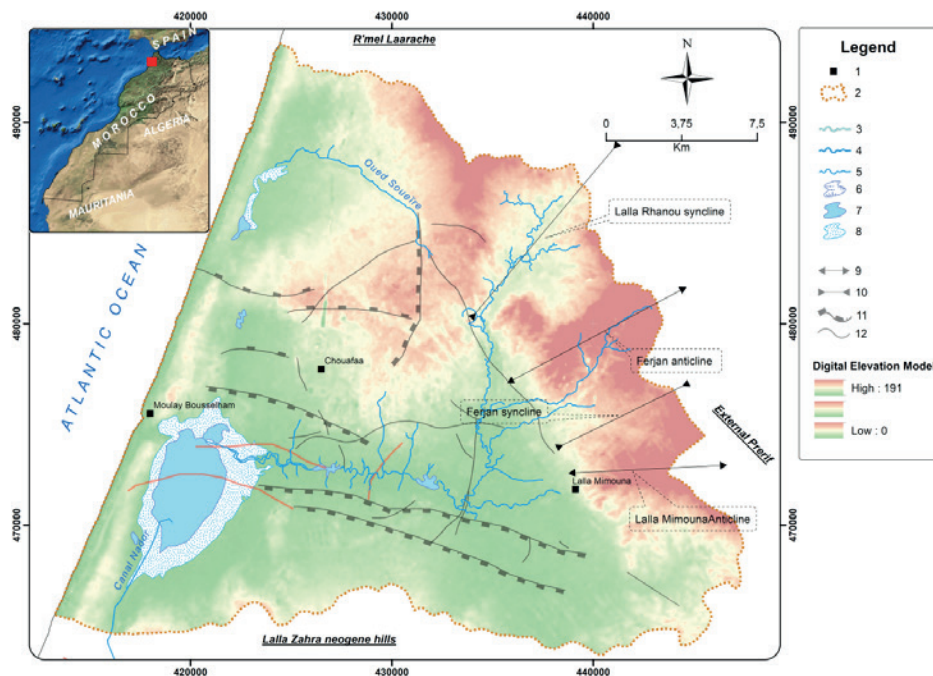 420000
430000
440000
R'mel Laarache
SPAIN
MOROCCO
ALGERIA
MAURITANIA
N
0
3,75
7,5
Km
490000
490000
Oued Soueire
Lalla Rhanou syncline
ATLANTIC OCEAN
480000
480000
Chouafaa
Ferjan anticline
Moulay Bousselham
Ferjan syncline
External Prerif
Lalla Mimouna
470000
470000
Lalla MimounaAnticline
Canal Nador
Lalla Zahra neogene hills
420000
430000
440000
Legend
1
2
3
4
5
6
7
8
9
10
11
12
Digital Elevation Model
High : 191
Low : 0